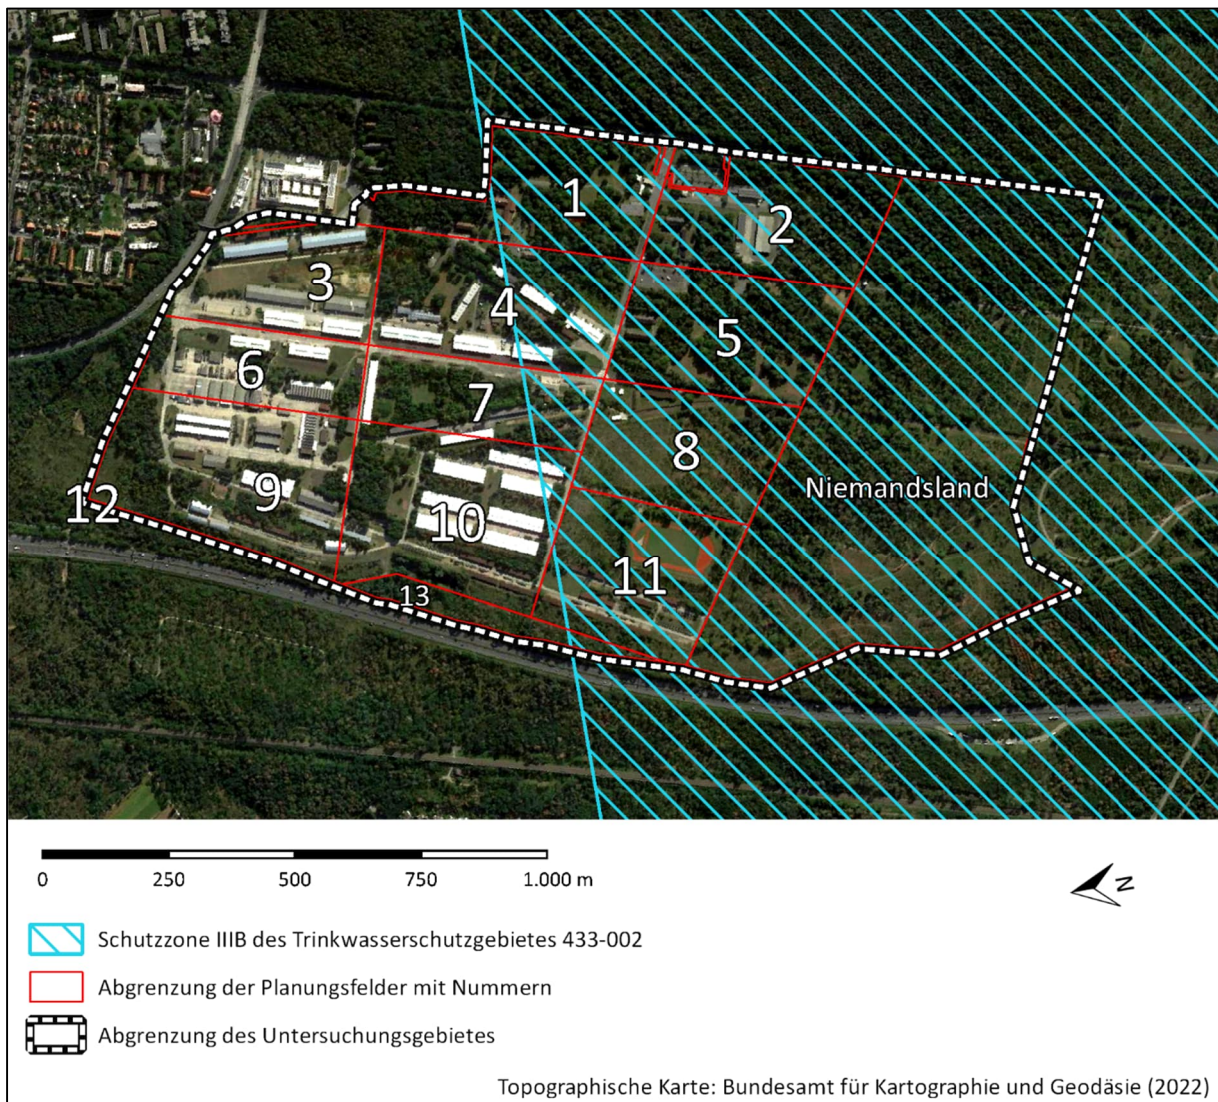 1
2
3
4
5
6
7
8
Niemandsland
9
12
10
11
13
0 250 500 750 1.000 m
N
Schutzzone IIIB des Trinkwasserschutzgebietes 433-002
Abgrenzung der Planungsfelder mit Nummern
Abgrenzung des Untersuchungsgebietes
Topographische Karte: Bundesamt für Kartographie und Geodäsie (2022)